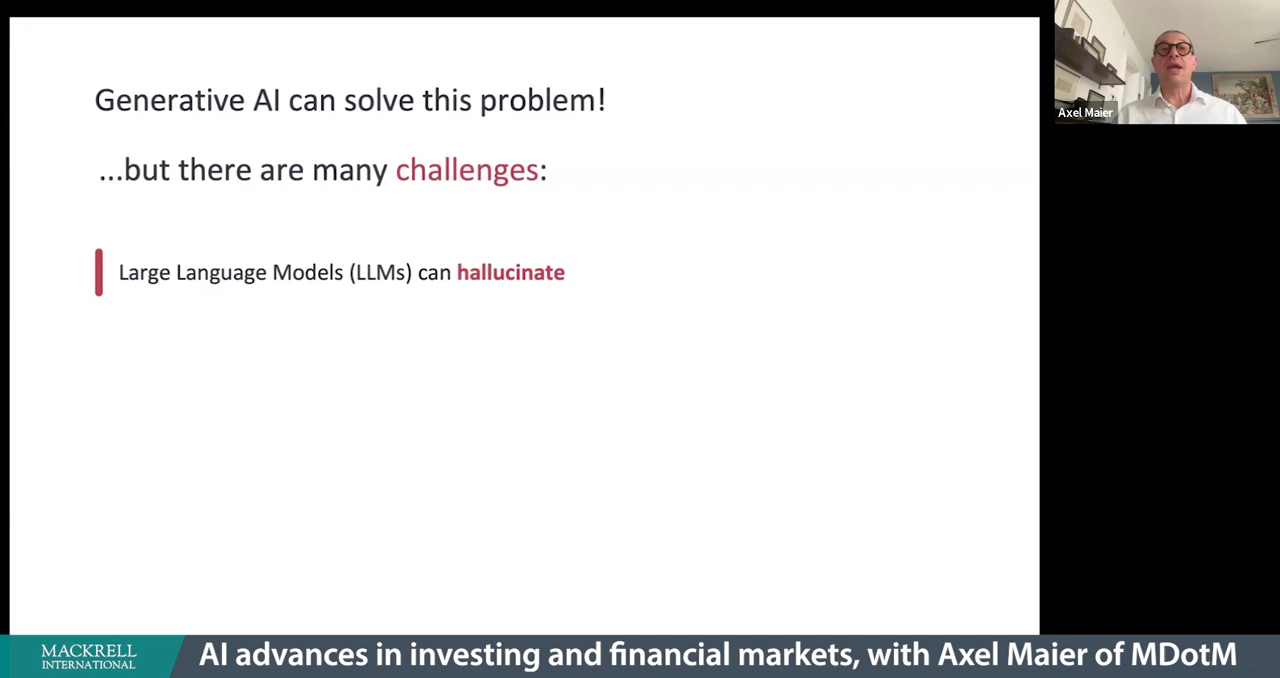 Generative AI can solve this problem!
...but there are many challenges:
Large Language Models (LLMs) can hallucinate
Axel Maier
MACKRELL
INTERNATIONAL
AI advances in investing and financial markets, with Axel Maier of MDotM